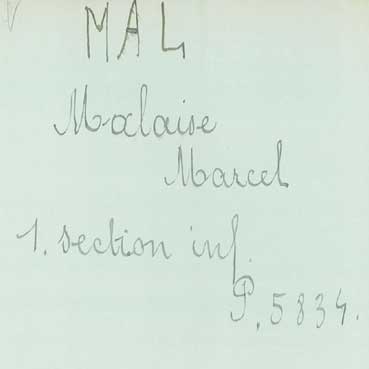 MAL
Malaise
Marcel
1. section inf.
P. 5834.